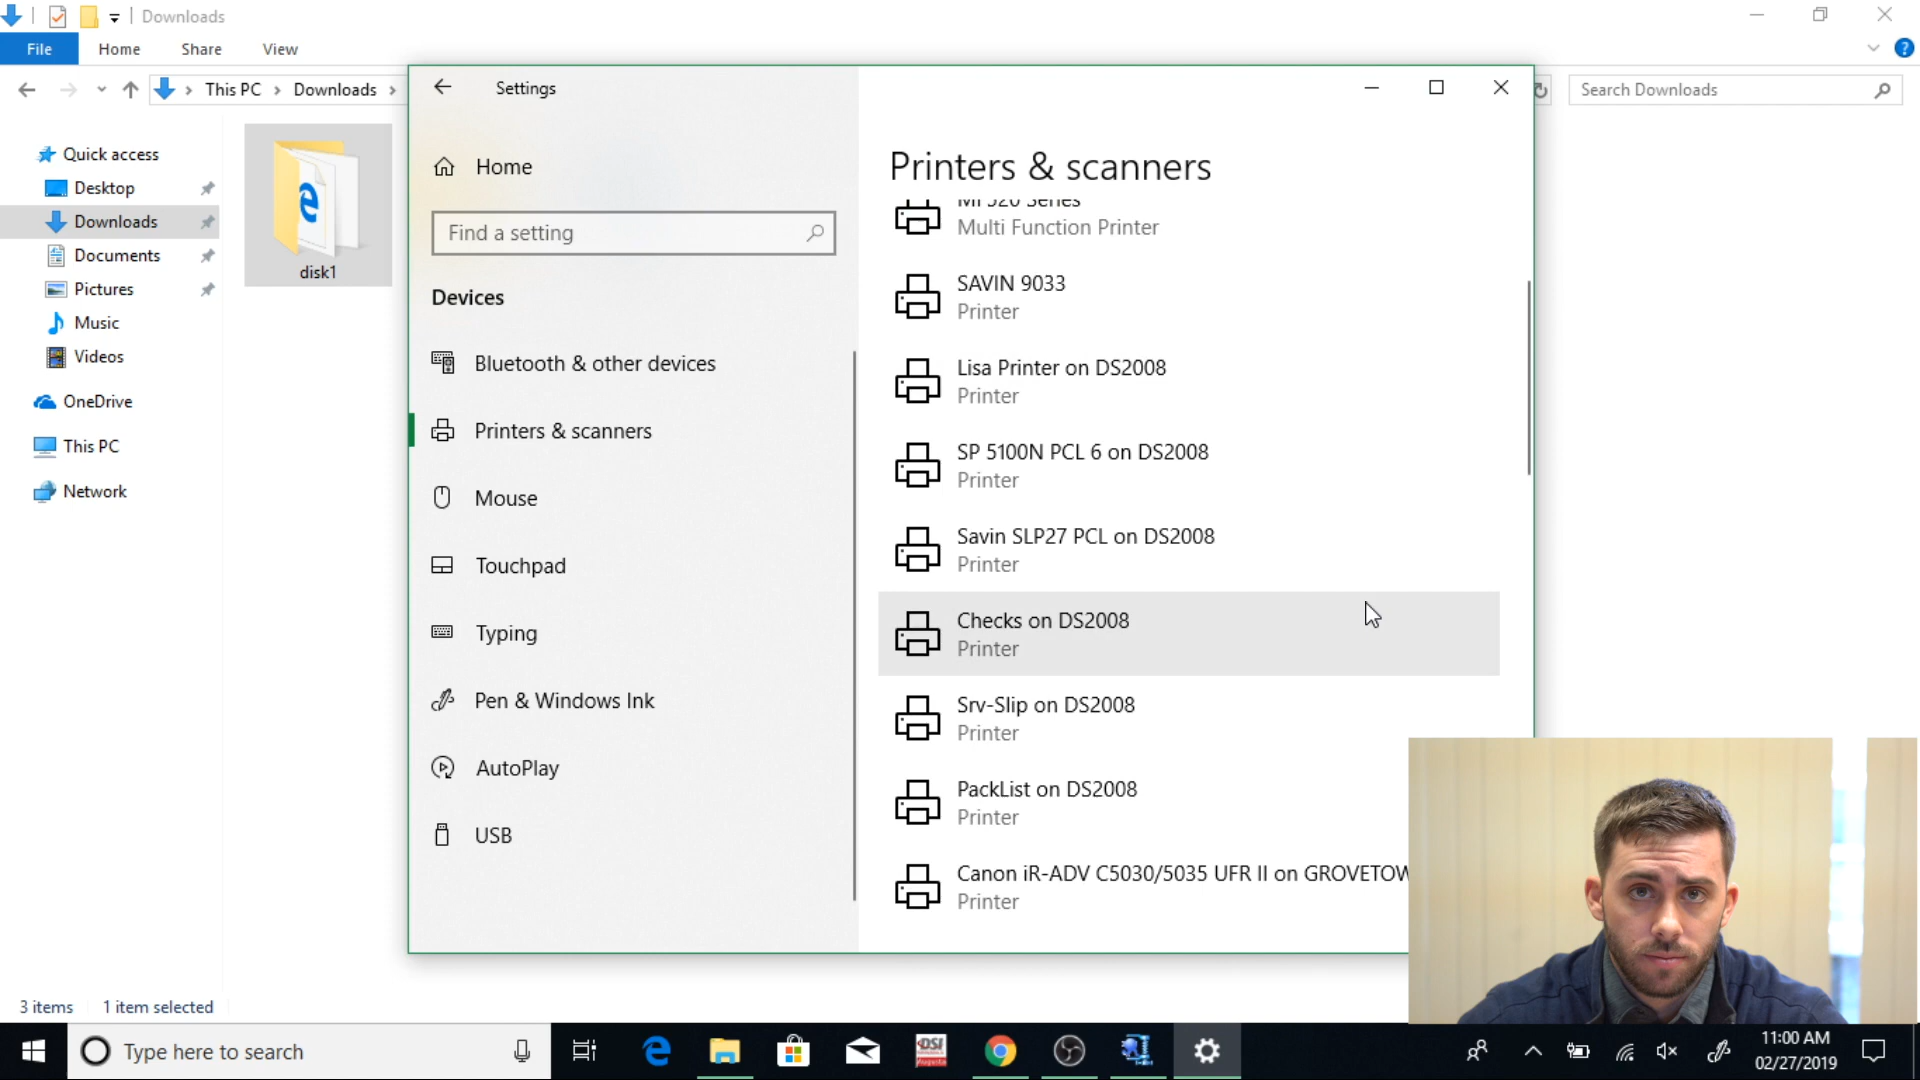 Downloads
File
Home
Share
View
This PC
Downloads
Search Downloads
Quick access
Desktop
Downloads
Documents
Pictures
Music
Videos
OneDrive
This PC
Network
disk1
3 items
1 item selected
Settings
Home
Find a setting
Devices
Bluetooth & other devices
Printers & scanners
Mouse
Touchpad
Typing
Pen & Windows Ink
AutoPlay
USB
Printers & scanners
Series
Multi Function Printer
SAVIN 9033
Printer
Lisa Printer on DS2008
Printer
SP 5100N PCL 6 on DS2008
Printer
Savin SLP27 PCL on DS2008
Printer
Checks on DS2008
Printer
Srv-Slip on DS2008
Printer
PackList on DS2008
Printer
Canon iR-ADV C5030/5035 UFR II on GROVETOW
Printer
Type here to search
DSI
11:00 AM
02/27/2019